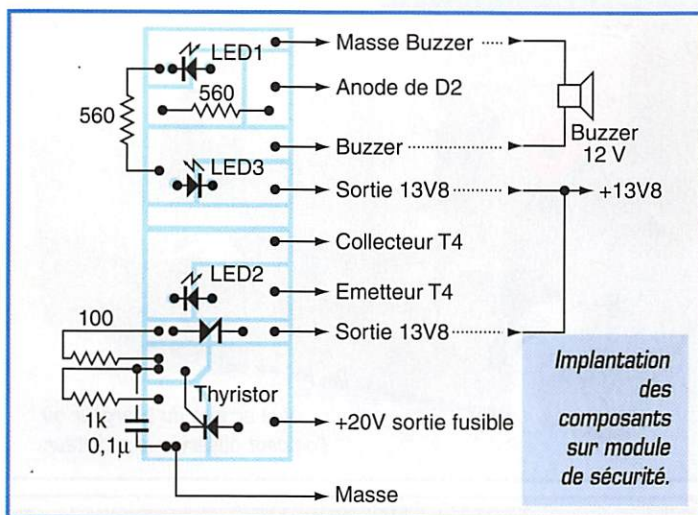 LED1
Masse Buzzer
560
560
Anode de D2
Buzzer
12 V
Buzzer
LED3
Sortie 13V8
+13V8
Collecteur T4
LED2
Emetteur T4
100
Sortie 13V8
Thyristor
+20V sortie fusible
1k
0,1µ
Masse
Implantation
des
composants
sur module
de sécurité.